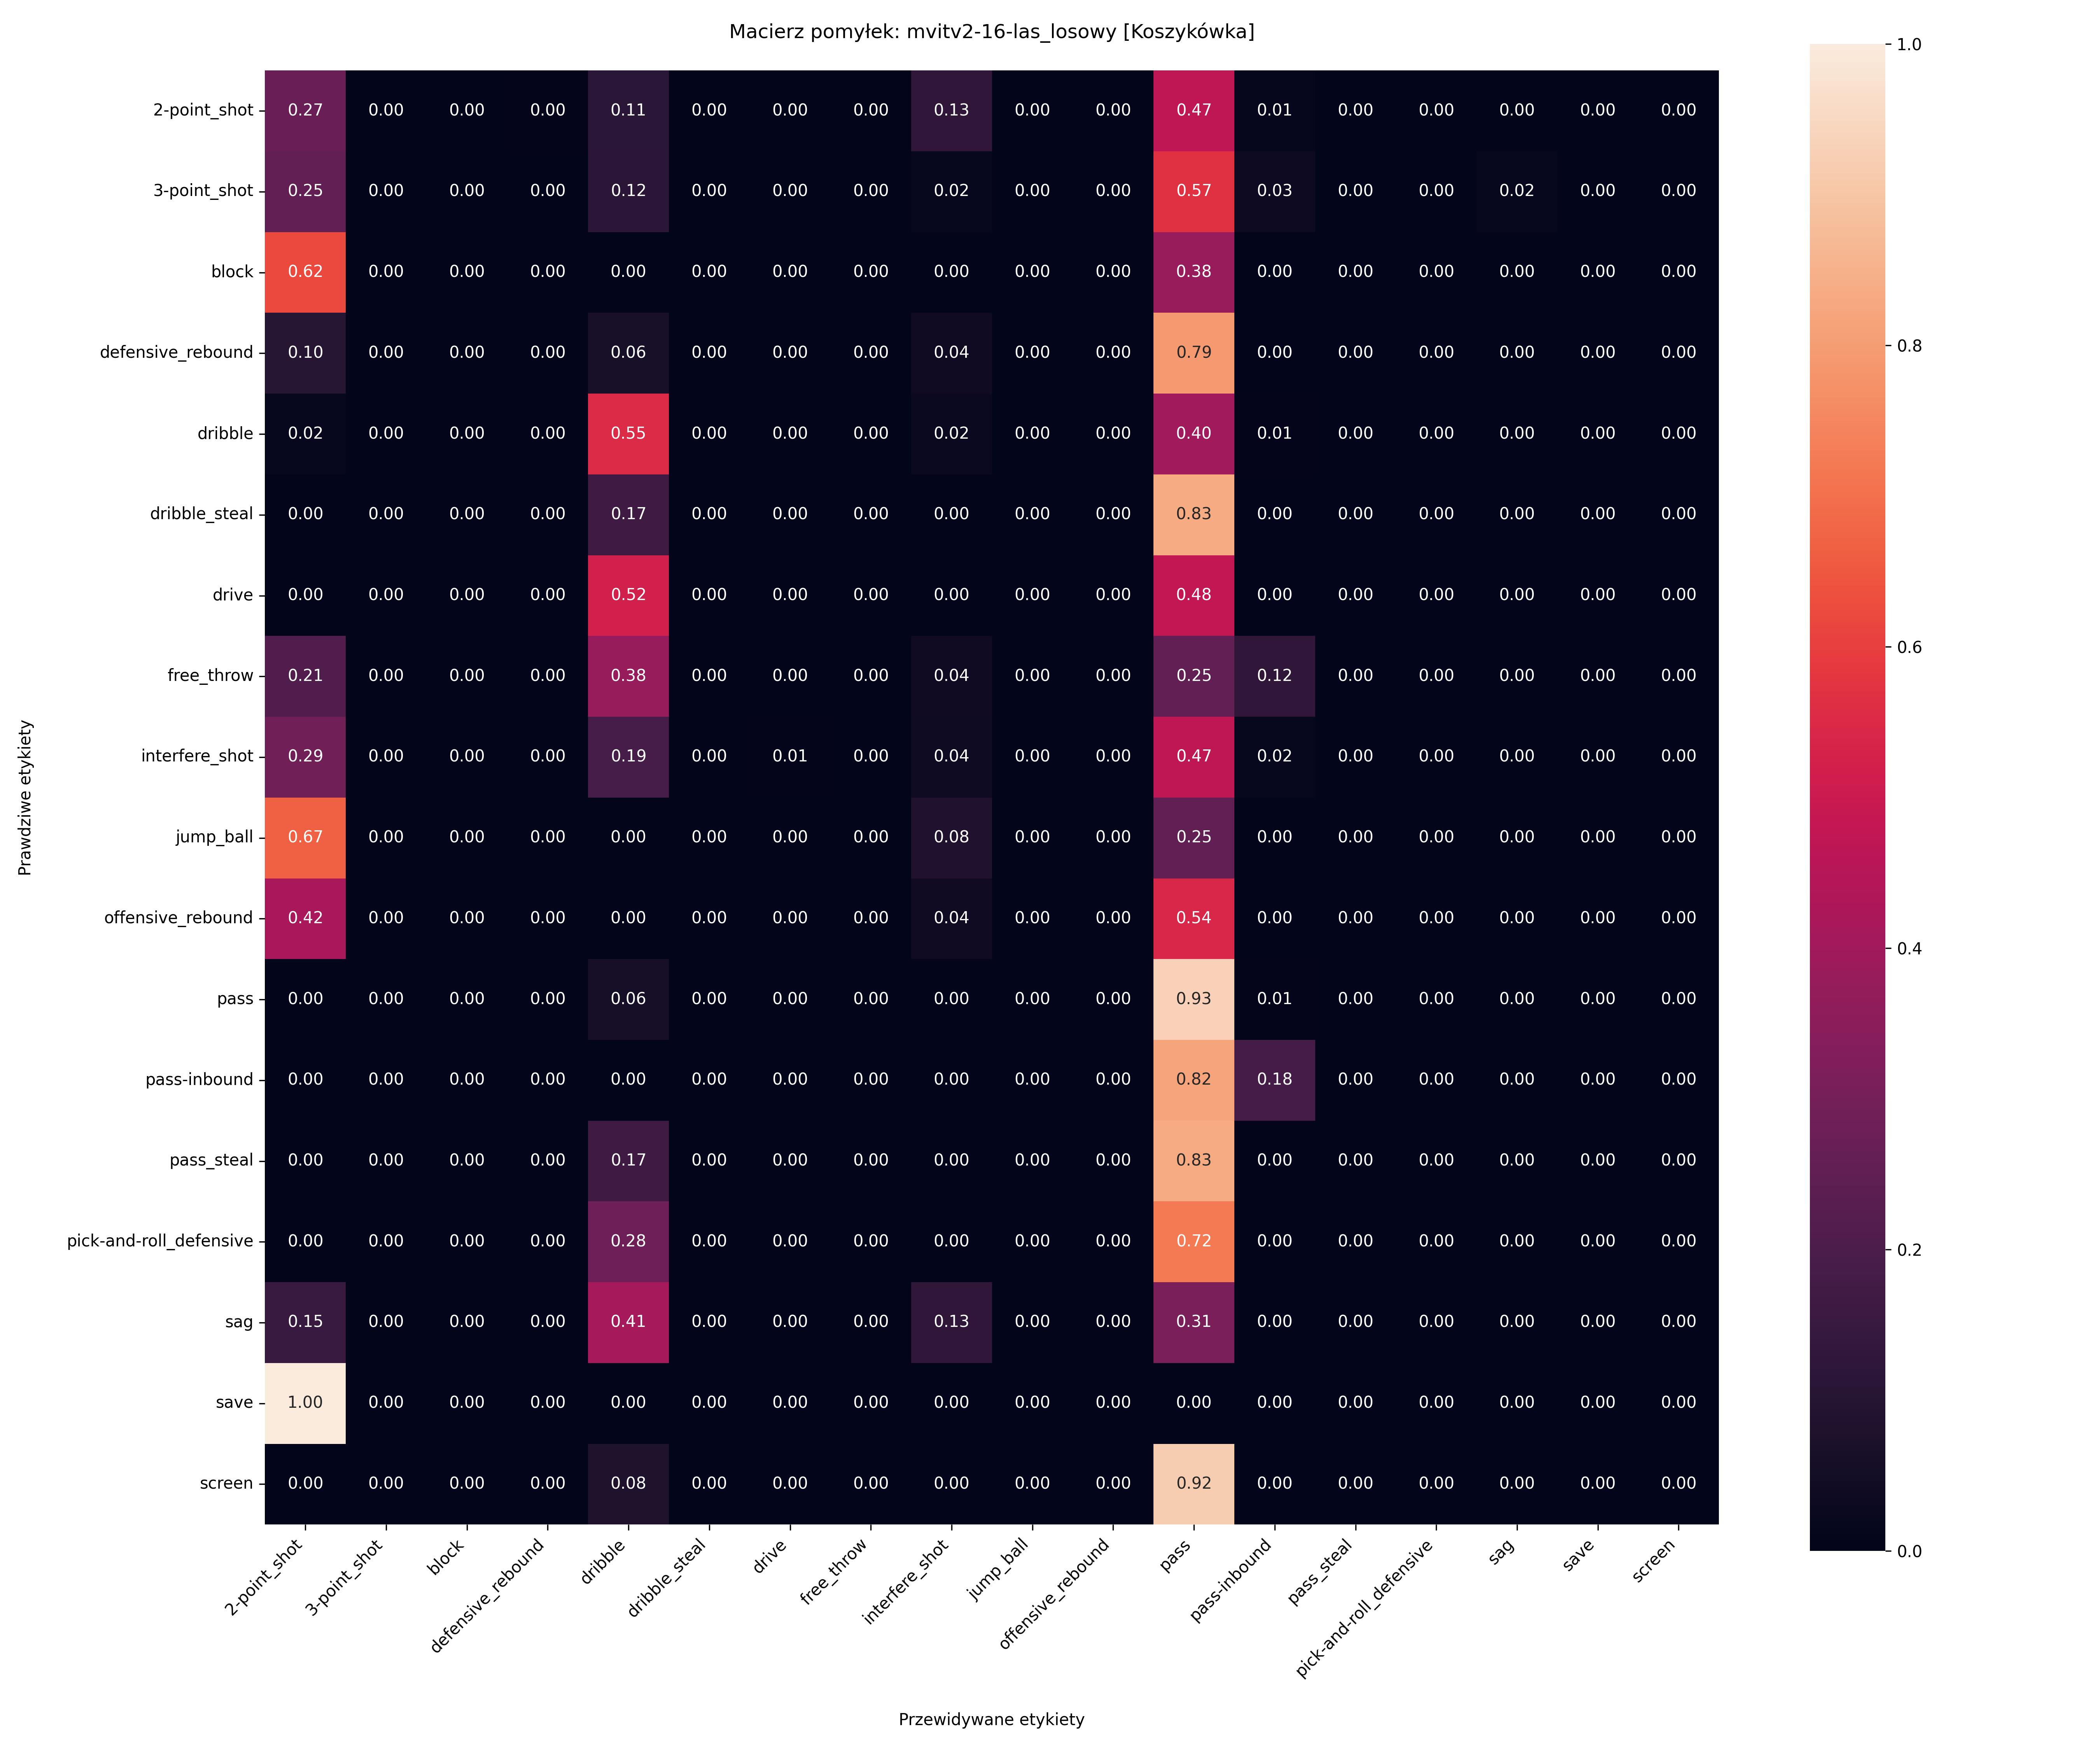 Macierz pomyłek: mvitv2-16-las_losowy [Koszykówka]
1.0
0.8
0.6
0.4
0.2
0.0
Prawdziwe etykiety
2-point_shot 0.27 0.00 0.00 0.00 0.11 0.00 0.00 0.00 0.13 0.00 0.00 0.47 0.01 0.00 0.00 0.00 0.00 0.00
3-point_shot 0.25 0.00 0.00 0.00 0.12 0.00 0.00 0.00 0.02 0.00 0.00 0.57 0.03 0.00 0.00 0.02 0.00 0.00
block 0.62 0.00 0.00 0.00 0.00 0.00 0.00 0.00 0.00 0.00 0.00 0.38 0.00 0.00 0.00 0.00 0.00 0.00
defensive_rebound 0.10 0.00 0.00 0.00 0.06 0.00 0.00 0.00 0.04 0.00 0.00 0.79 0.00 0.00 0.00 0.00 0.00 0.00
dribble 0.02 0.00 0.00 0.00 0.55 0.00 0.00 0.00 0.02 0.00 0.00 0.40 0.01 0.00 0.00 0.00 0.00 0.00
dribble_steal 0.00 0.00 0.00 0.00 0.17 0.00 0.00 0.00 0.00 0.00 0.00 0.83 0.00 0.00 0.00 0.00 0.00 0.00
drive 0.00 0.00 0.00 0.00 0.52 0.00 0.00 0.00 0.00 0.00 0.00 0.48 0.00 0.00 0.00 0.00 0.00 0.00
free_throw 0.21 0.00 0.00 0.00 0.38 0.00 0.00 0.00 0.04 0.00 0.00 0.25 0.12 0.00 0.00 0.00 0.00 0.00
interfere_shot 0.29 0.00 0.00 0.00 0.19 0.00 0.01 0.00 0.04 0.00 0.00 0.47 0.02 0.00 0.00 0.00 0.00 0.00
jump_ball 0.67 0.00 0.00 0.00 0.00 0.00 0.00 0.00 0.08 0.00 0.00 0.25 0.00 0.00 0.00 0.00 0.00 0.00
offensive_rebound 0.42 0.00 0.00 0.00 0.00 0.00 0.00 0.00 0.04 0.00 0.00 0.54 0.00 0.00 0.00 0.00 0.00 0.00
pass 0.00 0.00 0.00 0.00 0.06 0.00 0.00 0.00 0.00 0.00 0.00 0.93 0.01 0.00 0.00 0.00 0.00 0.00
pass-inbound 0.00 0.00 0.00 0.00 0.00 0.00 0.00 0.00 0.00 0.00 0.00 0.82 0.18 0.00 0.00 0.00 0.00 0.00
pass_steal 0.00 0.00 0.00 0.00 0.17 0.00 0.00 0.00 0.00 0.00 0.00 0.83 0.00 0.00 0.00 0.00 0.00 0.00
pick-and-roll_defensive 0.00 0.00 0.00 0.00 0.28 0.00 0.00 0.00 0.00 0.00 0.00 0.72 0.00 0.00 0.00 0.00 0.00 0.00
sag 0.15 0.00 0.00 0.00 0.41 0.00 0.00 0.00 0.13 0.00 0.00 0.31 0.00 0.00 0.00 0.00 0.00 0.00
save 1.00 0.00 0.00 0.00 0.00 0.00 0.00 0.00 0.00 0.00 0.00 0.00 0.00 0.00 0.00 0.00 0.00 0.00
screen 0.00 0.00 0.00 0.00 0.08 0.00 0.00 0.00 0.00 0.00 0.00 0.92 0.00 0.00 0.00 0.00 0.00 0.00
2-point_shot
3-point_shot
block
defensive_rebound
dribble
dribble_steal
drive
free_throw
interfere_shot
jump_ball
offensive_rebound
pass
pass-inbound
pass_steal
pick-and-roll_defensive
sag
save
screen
Przewidywane etykiety